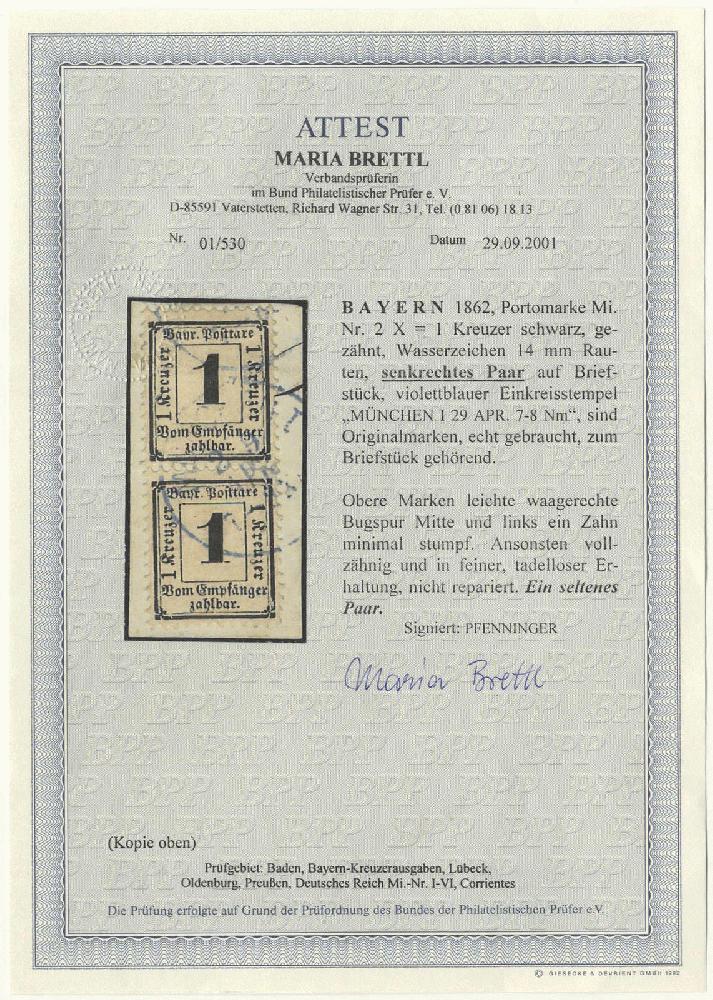 ATTEST
MARIA BRETTL
Verbandsprüferin
im Bund Philatelistischer Prüfer e. V.
D-85591 Vaterstetten, Richard Wagner Str. 31, Tel. (0 81 06) 18 13
Nr. 01/530 Datum 29.09.2001
Bayr. Posttaxe
1 Kreuzer
1
1 Kreuzer
Vom Empfänger
zahlbar.
Bayr. Posttaxe
1 Kreuzer
1
1 Kreuzer
Vom Empfänger
zahlbar.
BAYERN 1862, Portomarke Mi.
Nr. 2 X = 1 Kreuzer schwarz, ge-
zähnt, Wasserzeichen 14 mm Rau-
ten, senkrechtes Paar auf Brief-
stück, violettblauer Einkreisstempel
„MÜNCHEN I 29 APR. 7-8 Nm“, sind
Originalmarken, echt gebraucht, zum
Briefstück gehörend.
Obere Marken leichte waagerechte
Bugspur Mitte und links ein Zahn
minimal stumpf. Ansonsten voll-
zähnig und in feiner, tadelloser Er-
haltung, nicht repariert. Ein seltenes
Paar.
Signiert: PFENNINGER
Maria Brettl
(Kopie oben)
Prüfgebiet: Baden, Bayern-Kreuzerausgaben, Lübeck,
Oldenburg, Preußen, Deutsches Reich Mi.-Nr. I-VI, Corrientes
Die Prüfung erfolgte auf Grund der Prüfordnung des Bundes der Philatelistischen Prüfer e.V.
GIESECKE & DEVRIENT GMBH 1992